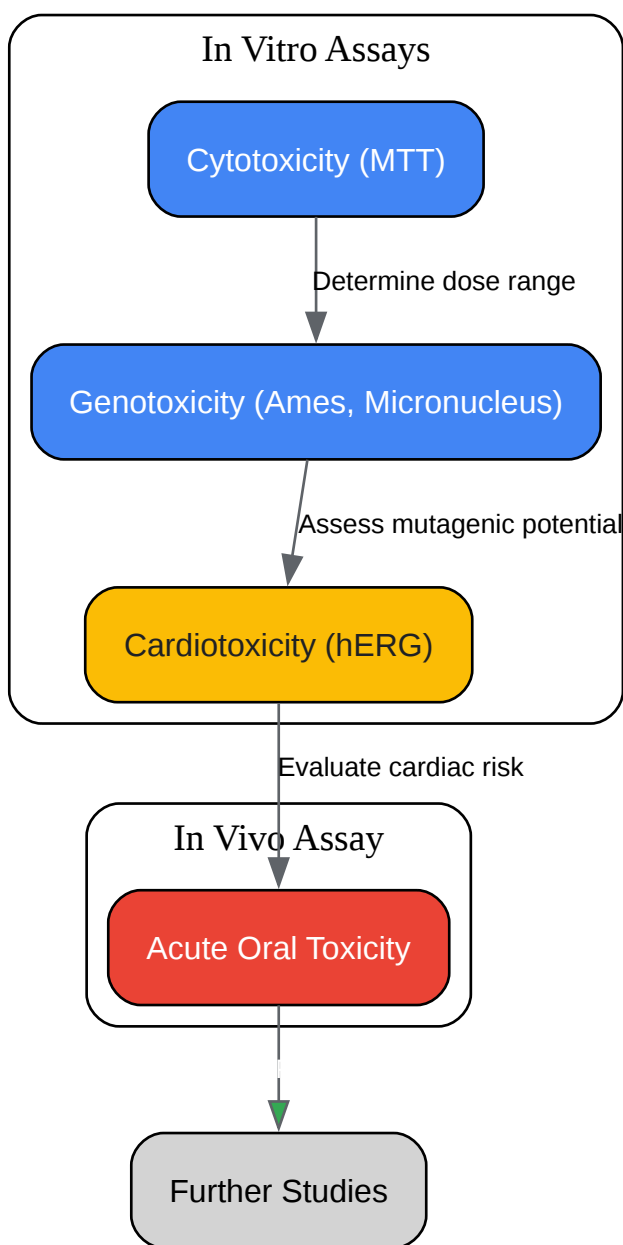 In Vitro Assays
Cytotoxicity (MTT)
Determine dose range
Genotoxicity (Ames, Micronucleus)
Assess mutagenic potential
Cardiotoxicity (hERG)
Evaluate cardiac risk
In Vivo Assay
Acute Oral Toxicity
Further Studies